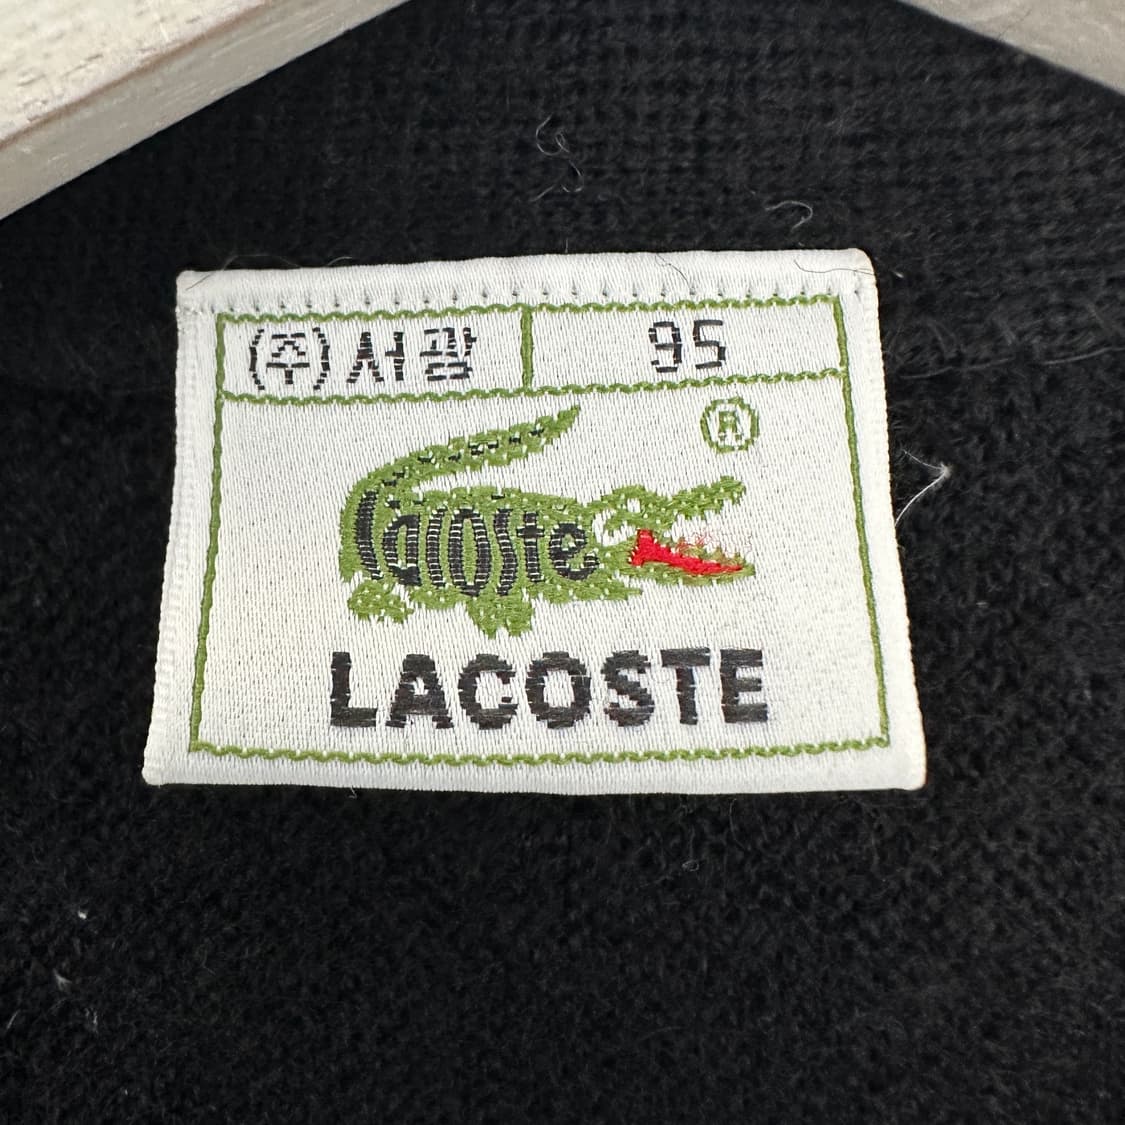 (주)서광 95
®
Lacoste
LACOSTE